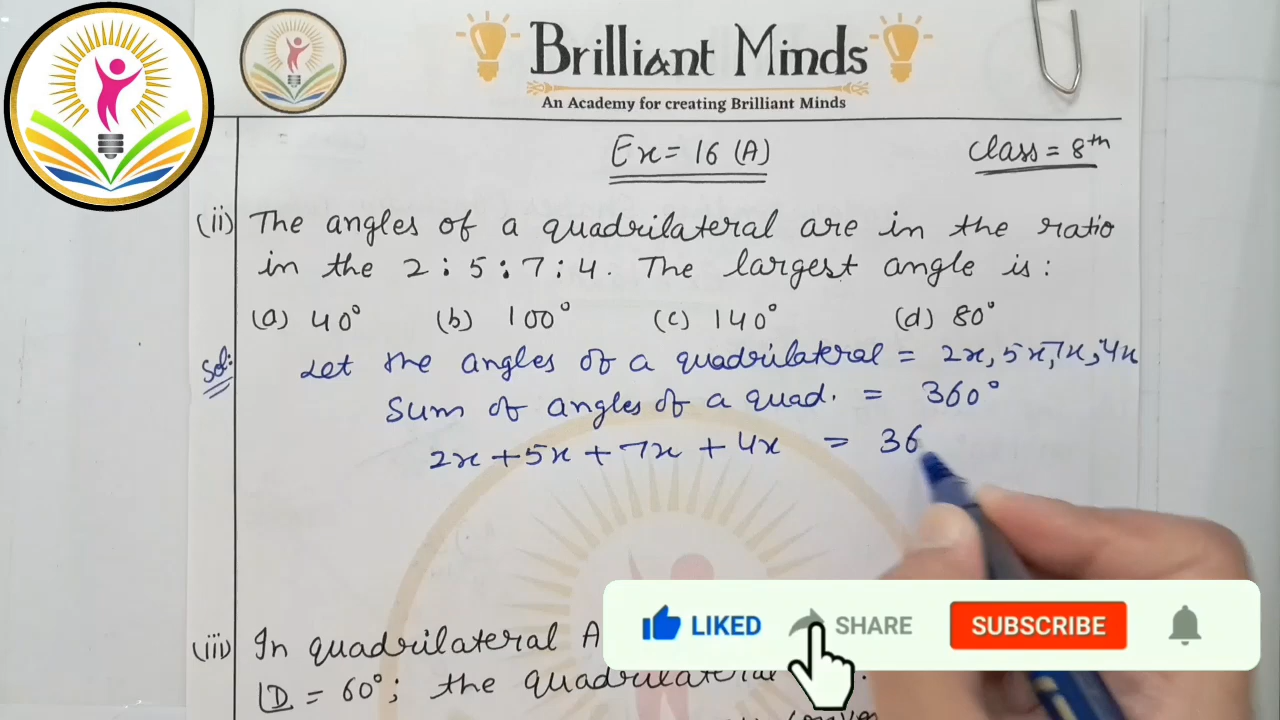 Brilliant Minds
An Academy for creating Brilliant Minds
Ex = 16 (A)
Class = 8th
(ii) The angles of a quadrilateral are in the ratio
in the 2 : 5 : 7 : 4. The largest angle is :
(a) 40° (b) 100° (c) 140° (d) 80°
Sol: Let the angles of a quadrilateral = 2x, 5x, 7x, 4x
Sum of angles of a quad. = 360°
2x + 5x + 7x + 4x = 36
(iii) In quadrilateral A
∠D = 60°; the quadrilateral
LIKED SHARE SUBSCRIBE